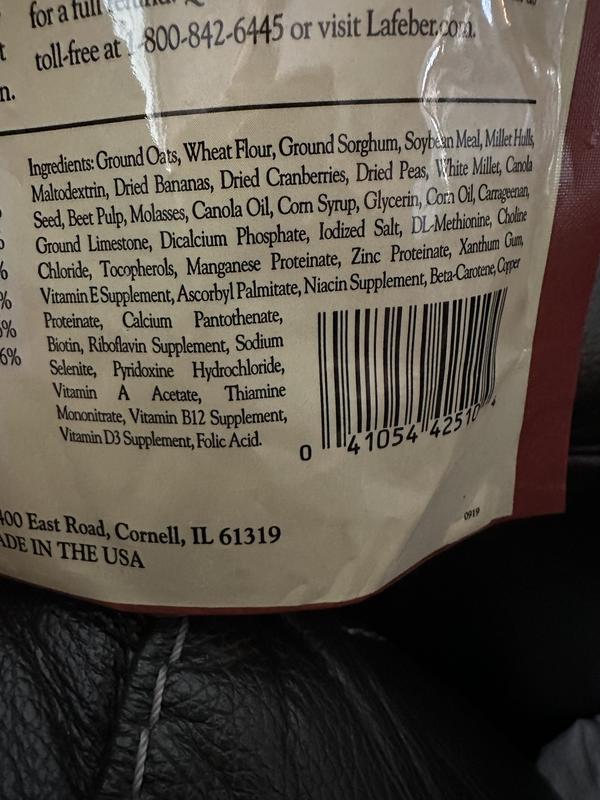 for a full
toll-free at 1-800-842-6445 or visit Lafeber.com.
n.
Ingredients: Ground Oats, Wheat Flour, Ground Sorghum, Soybean Meal, Millet Hulls,
Maltodextrin, Dried Bananas, Dried Cranberries, Dried Peas, White Millet, Canola
Seed, Beet Pulp, Molasses, Canola Oil, Corn Syrup, Glycerin, Corn Oil, Carrageenan,
Ground Limestone, Dicalcium Phosphate, Iodized Salt, DL-Methionine, Choline
Chloride, Tocopherols, Manganese Proteinate, Zinc Proteinate, Xanthum Gum,
% Vitamin E Supplement, Ascorbyl Palmitate, Niacin Supplement, Beta-Carotene, Copper
% Proteinate, Calcium Pantothenate,
6% Biotin, Riboflavin Supplement, Sodium
Selenite, Pyridoxine Hydrochloride,
Vitamin A Acetate, Thiamine
Mononitrate, Vitamin B12 Supplement,
Vitamin D3 Supplement, Folic Acid.
0 41054 42510 4
0919
400 East Road, Cornell, IL 61319
ADE IN THE USA